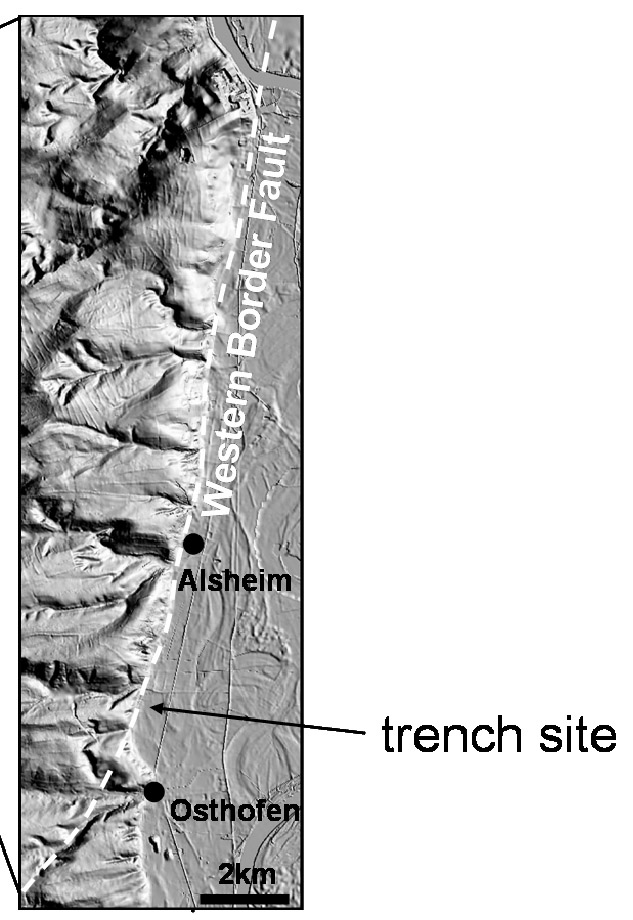 Western Border Fault
Alsheim
trench site
Osthofen
2km